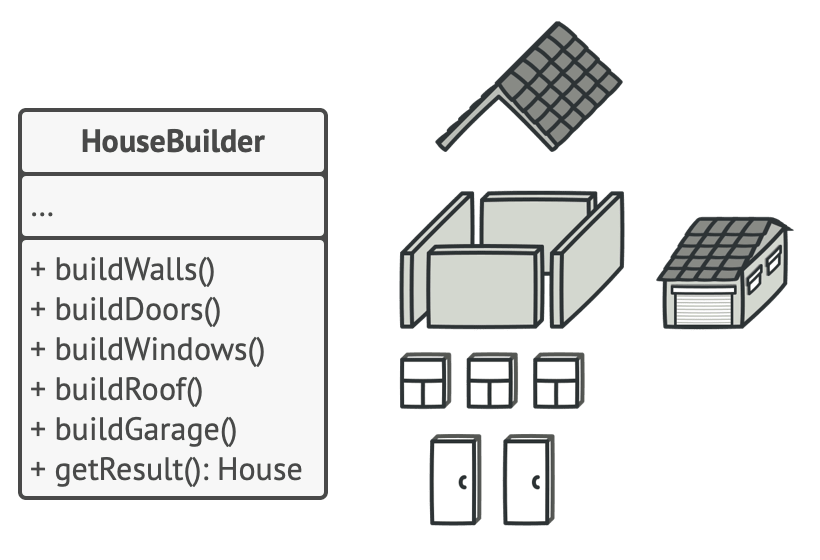 HouseBuilder
...
+ buildWalls()
+ buildDoors()
+ buildWindows()
+ buildRoof()
+ buildGarage()
+ getResult(): House